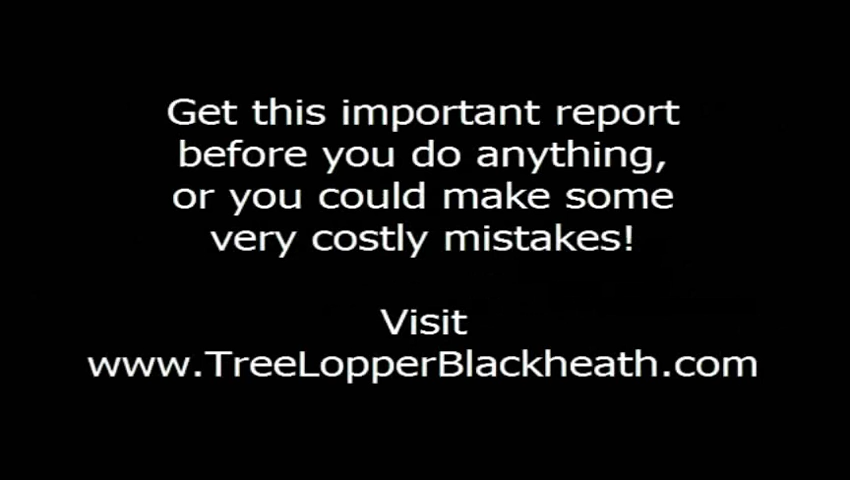 Get this important report
before you do anything,
or you could make some
very costly mistakes!
Visit
www.TreeLopperBlackheath.com